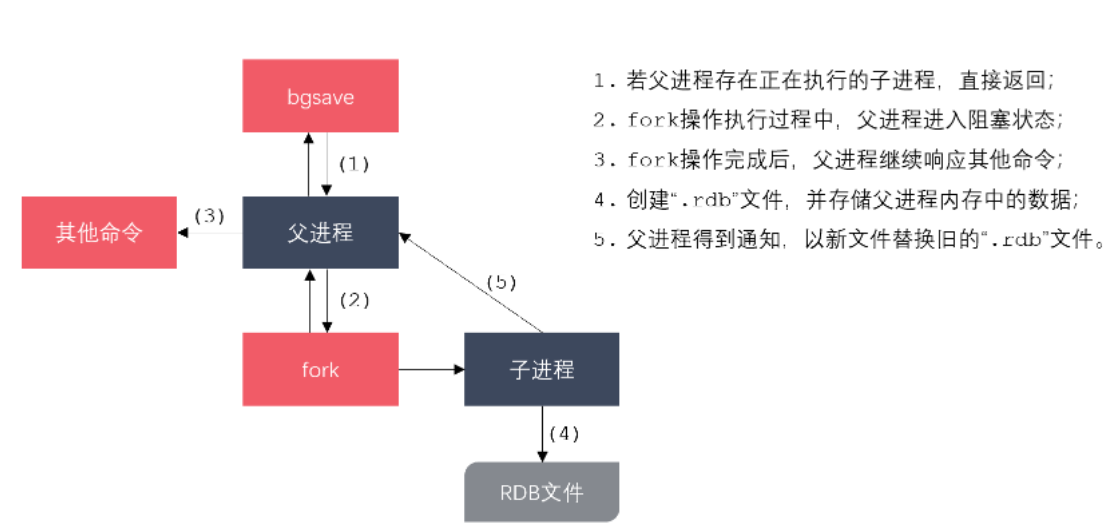 bgsave
(1)
其他命令
(3)
父进程
(2)
(5)
fork
子进程
(4)
RDB文件
1.若父进程存在正在执行的子进程，直接返回；
2.fork操作执行过程中，父进程进入阻塞状态；
3.fork操作完成后，父进程继续响应其他命令；
4.创建“.rdb”文件，并存储父进程内存中的数据；
5.父进程得到通知，以新文件替换旧的“.rdb”文件。